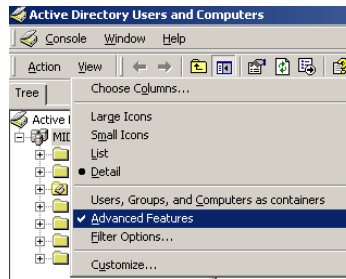 Active Directory Users and Computers
Console Window Help
Action View
Tree
Choose Columns...
Active
Large Icons
Small Icons
List
Detail
Users, Groups, and Computers as containers
Advanced Features
Filter Options...
Customize...